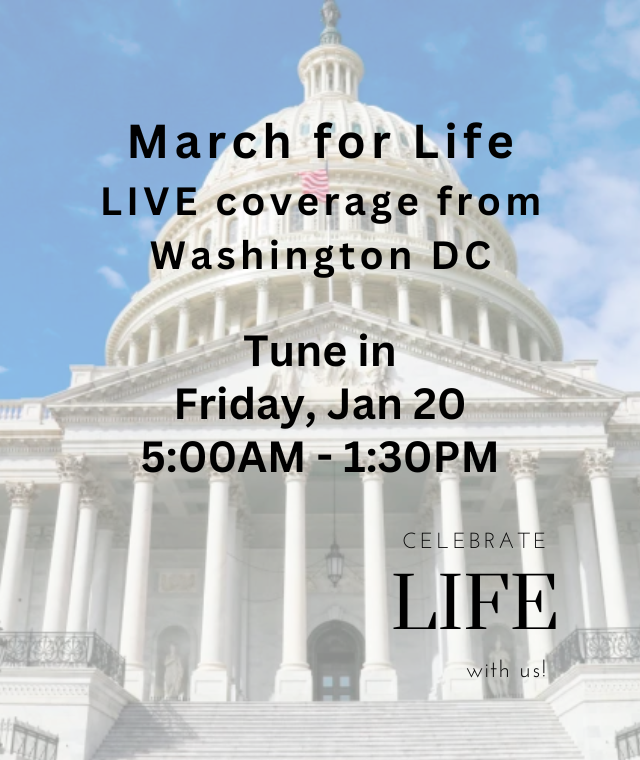 March for Life
LIVE coverage from
Washington DC
Tune in
Friday, Jan 20
5:00AM - 1:30PM
CELEBRATE
LIFE
with us!